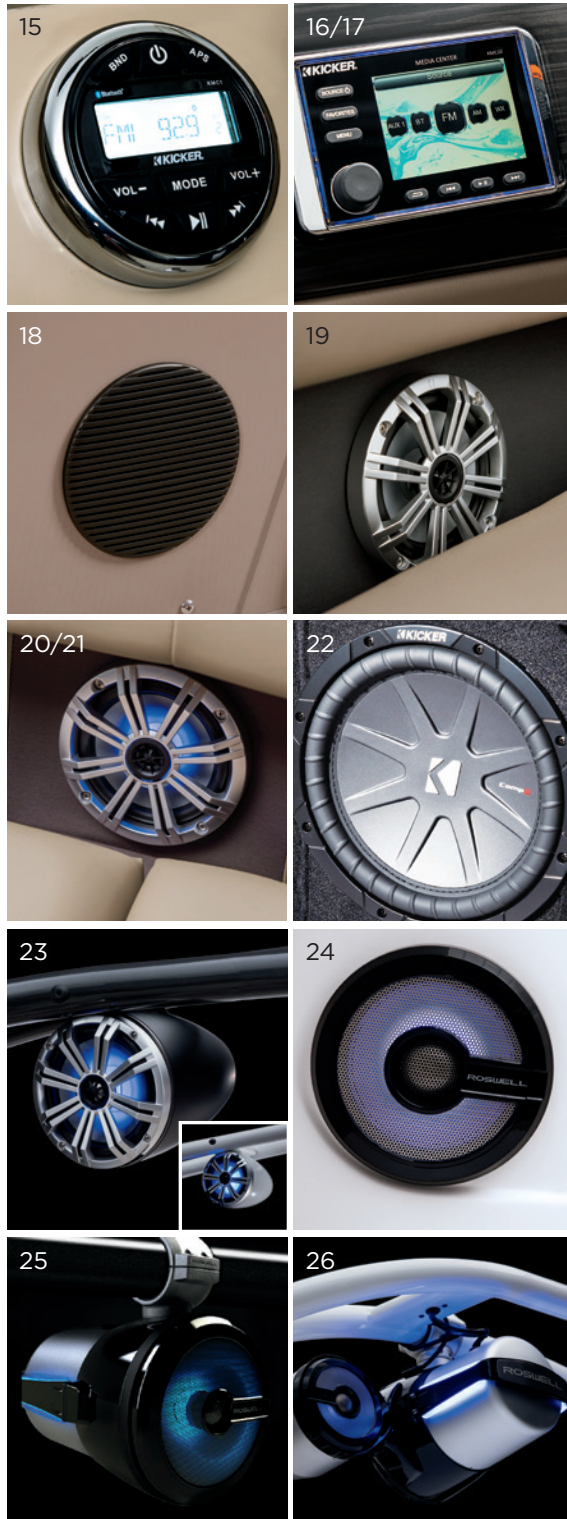 15
BND
APS
Bluetooth
KMC1
FM1 92.9
KICKER.
VOL- MODE VOL+
16/17
KICKER.
MEDIA CENTER
Source
SOURCE
FAVORITES
MENU
AUX 1 BT FM AM WX
18
19
20/21
22
KICKER
K
23
24
ROSWELL
25
26
ROSWELL